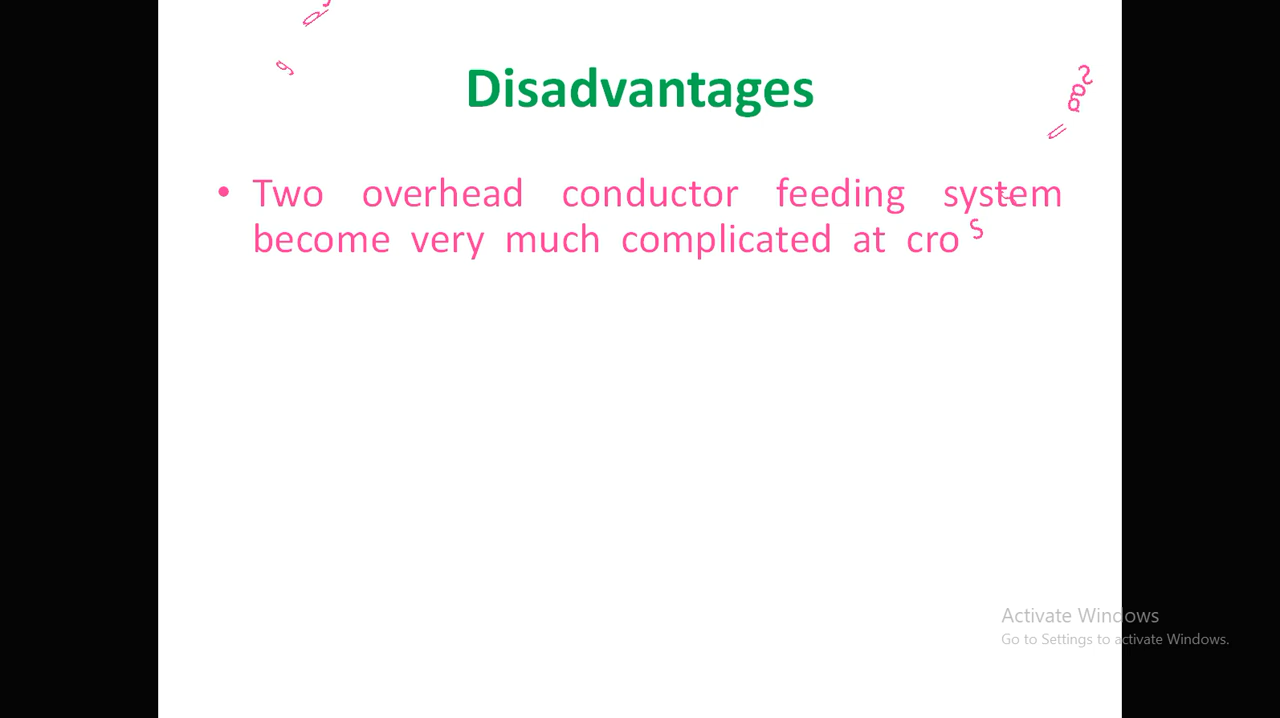 Disadvantages
• Two overhead conductor feeding system
become very much complicated at cro
Activate Windows
Go to Settings to activate Windows.